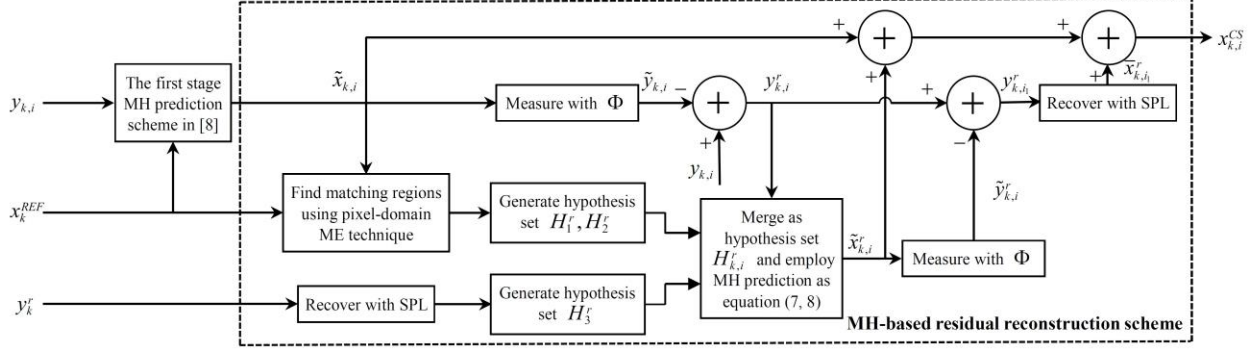 y_{k,i}
x_k^{REF}
y_k^r
The first stage
MH prediction
scheme in [8]
x̃_{k,i}
Measure with Φ
ỹ_{k,i}
−
+
+
y_{k,i}
y_{k,i}^r
+
+
+
+
−
+
y_{k,i_1}^r
Recover with SPL
+
x̄_{k,i_1}^r
+
+
x_{k,i}^{CS}
Find matching regions
using pixel-domain
ME technique
Generate hypothesis
set H_1^r, H_2^r
Recover with SPL
Generate hypothesis
set H_3^r
Merge as
hypothesis set
H_{k,i}^r and employ
MH prediction as
equation (7, 8)
x̃_{k,i}^r
Measure with Φ
ỹ_{k,i}^r
MH-based residual reconstruction scheme